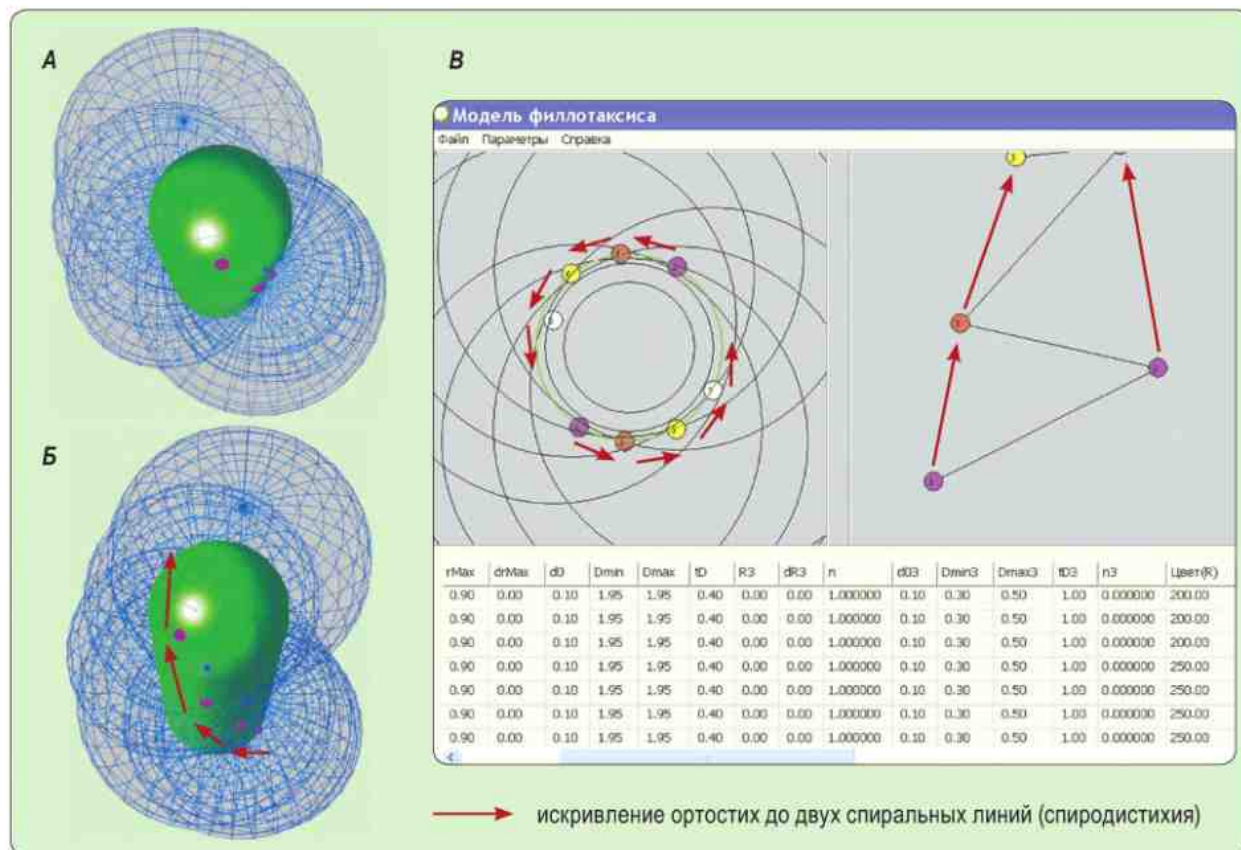 А
В
Модель филлотаксиса
Файл Параметры Справка
Б
rMax drMax d0 Dmin Dmax tD R3 dR3 n d03 Dmin3 Dmax3 tD3 n3 Цвет(R)
0.90 0.00 0.10 1.95 1.95 0.40 0.00 0.00 1.000000 0.10 0.30 0.50 1.00 0.000000 200.00
0.90 0.00 0.10 1.95 1.95 0.40 0.00 0.00 1.000000 0.10 0.30 0.50 1.00 0.000000 200.00
0.90 0.00 0.10 1.95 1.95 0.40 0.00 0.00 1.000000 0.10 0.30 0.50 1.00 0.000000 200.00
0.90 0.00 0.10 1.95 1.95 0.40 0.00 0.00 1.000000 0.10 0.30 0.50 1.00 0.000000 250.00
0.90 0.00 0.10 1.95 1.95 0.40 0.00 0.00 1.000000 0.10 0.30 0.50 1.00 0.000000 250.00
0.90 0.00 0.10 1.95 1.95 0.40 0.00 0.00 1.000000 0.10 0.30 0.50 1.00 0.000000 250.00
0.90 0.00 0.10 1.95 1.95 0.40 0.00 0.00 1.000000 0.10 0.30 0.50 1.00 0.000000 250.00
искривление ортостих до двух спиральных линий (спиродистихия)